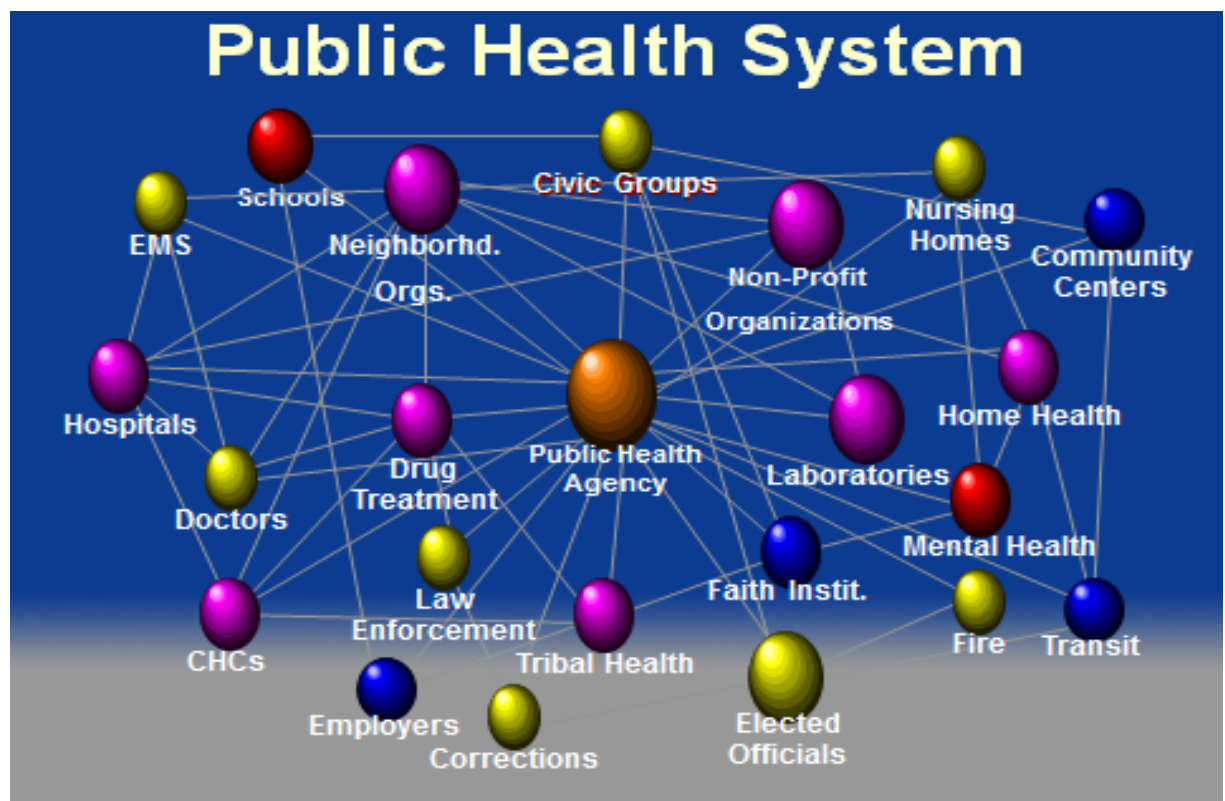 Public Health System
Schools
Civic Groups
EMS
Neighborhd.
Orgs.
Nursing
Homes
Non-Profit
Organizations
Community
Centers
Hospitals
Drug
Treatment
Public Health
Agency
Home Health
Laboratories
Doctors
Mental Health
Law
Enforcement
Faith Instit.
CHCs
Tribal Health
Fire
Transit
Employers
Corrections
Elected
Officials